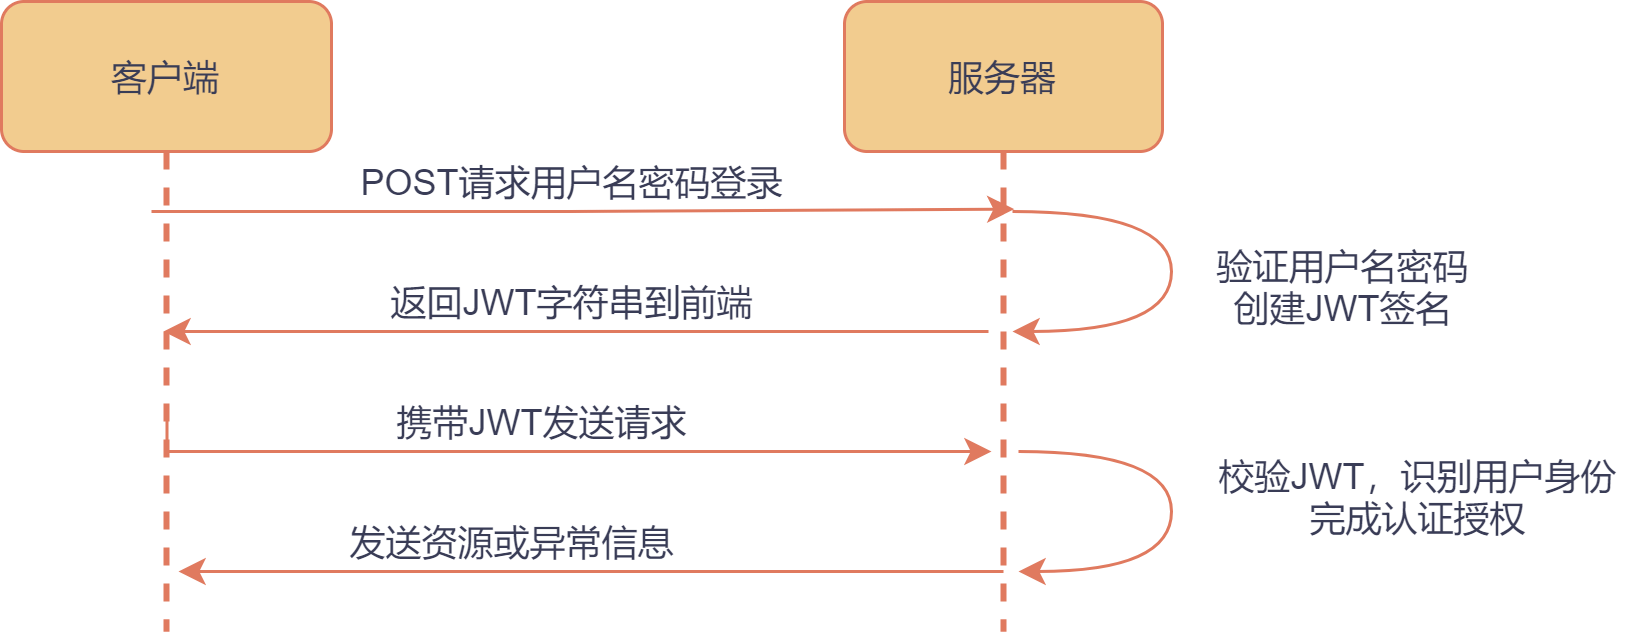 客户端
服务器
POST请求用户名密码登录
验证用户名密码
创建JWT签名
返回JWT字符串到前端
携带JWT发送请求
校验JWT，识别用户身份
完成认证授权
发送资源或异常信息